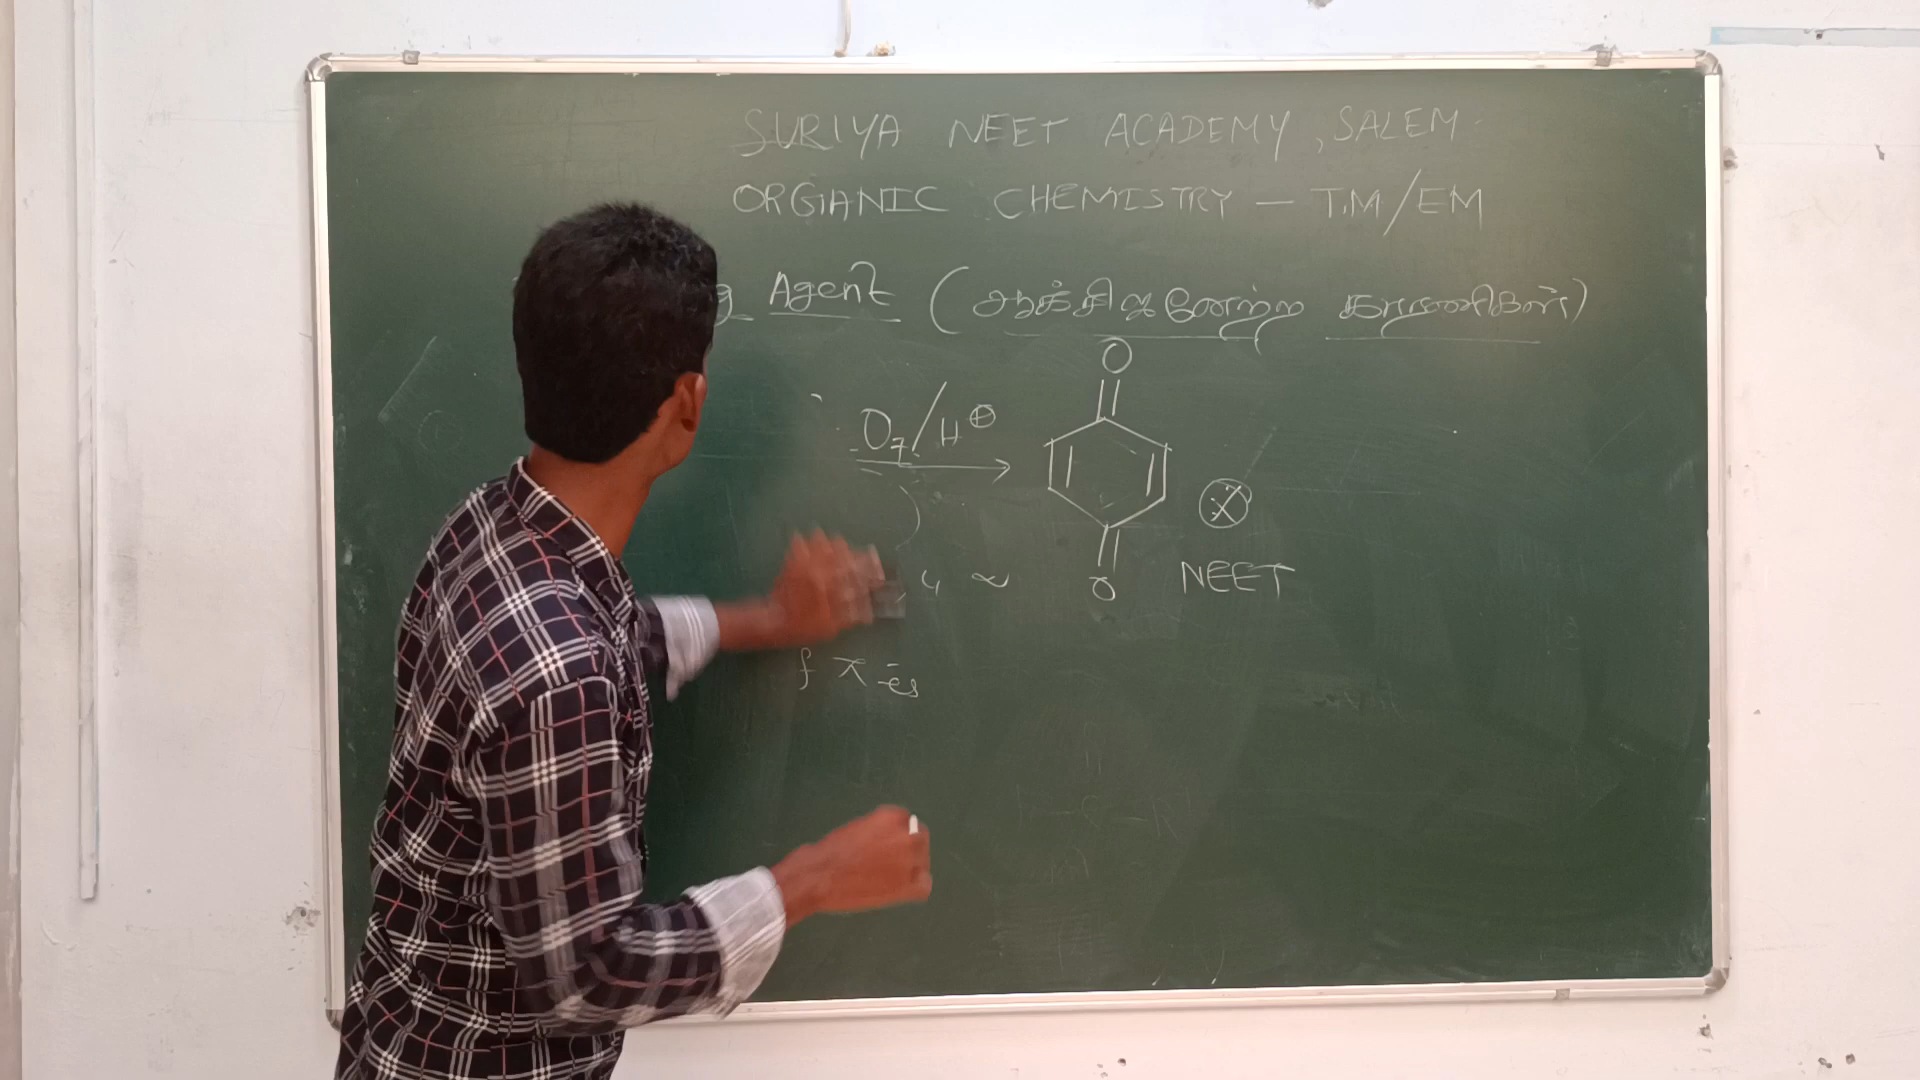 SURIYA NEET ACADEMY, SALEM
ORGANIC CHEMISTRY - T.M/EM
g Agent (ஆக்சிஜனேற்ற காரணிகள்)
O
O₇/H⊕
X
O
NEET
f π e̅s